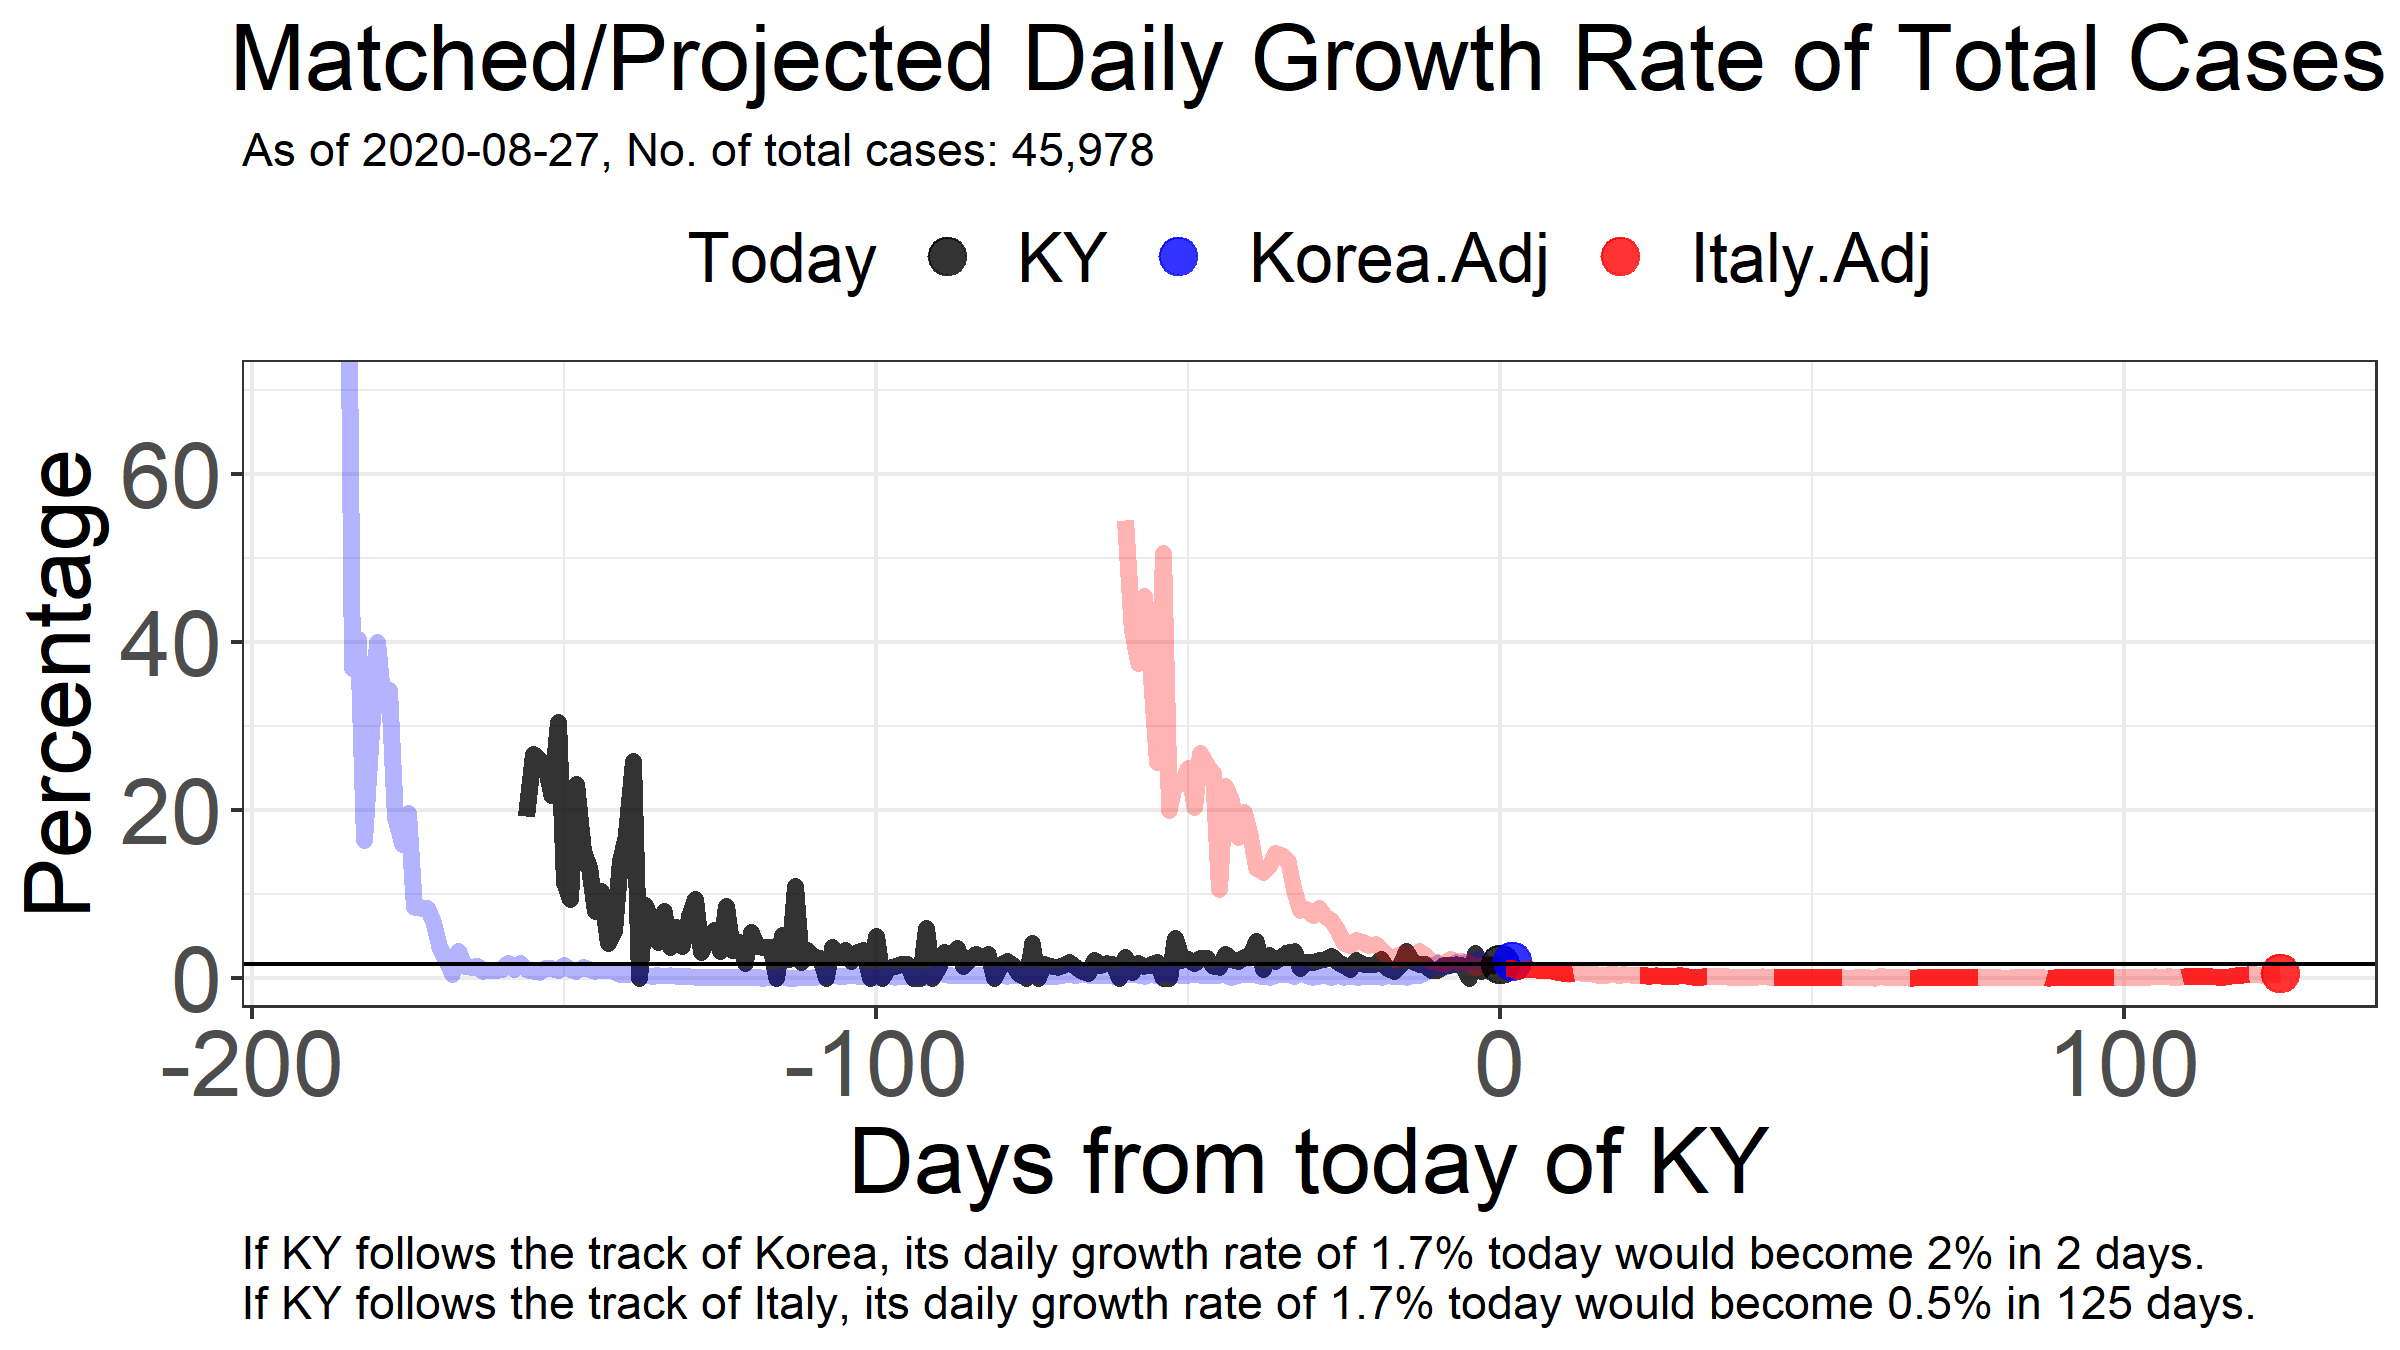 Matched/Projected Daily Growth Rate of Total Cases
As of 2020-08-27, No. of total cases: 45,978
Today KY Korea.Adj Italy.Adj
Percentage
60
40
20
0
-200 -100 0 100
Days from today of KY
If KY follows the track of Korea, its daily growth rate of 1.7% today would become 2% in 2 days.
If KY follows the track of Italy, its daily growth rate of 1.7% today would become 0.5% in 125 days.